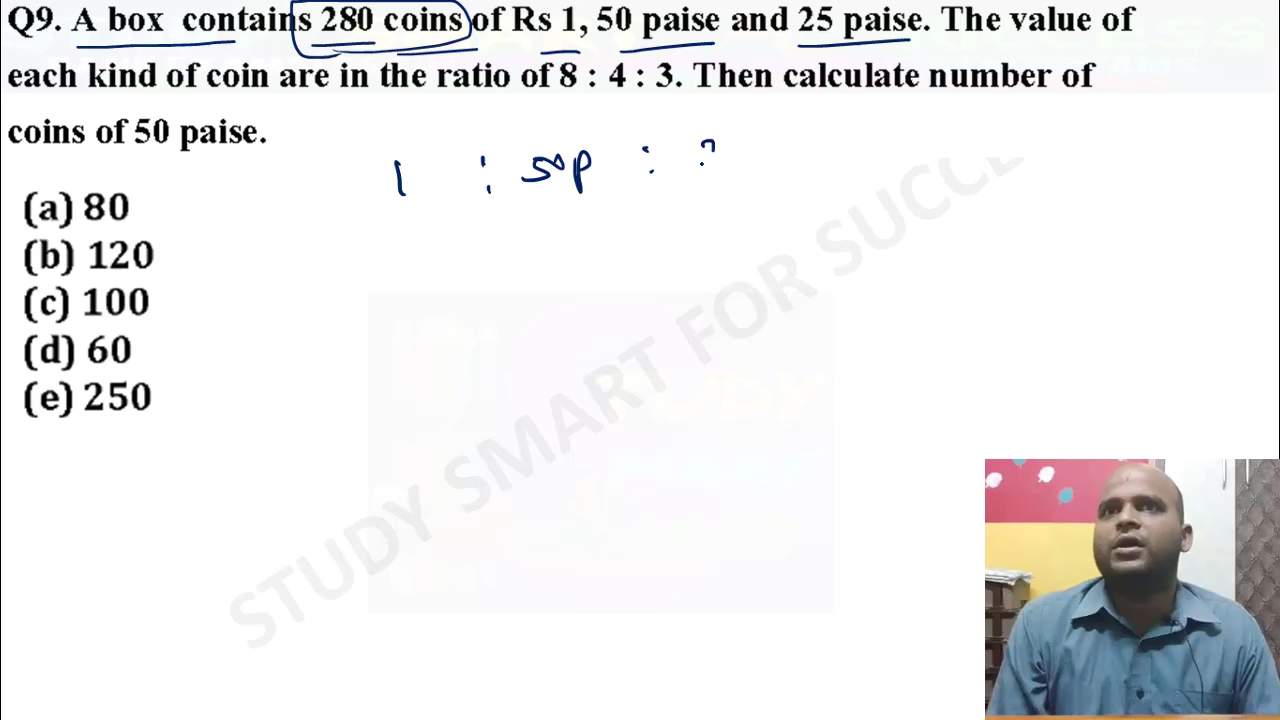 Q9. A box contains 280 coins of Rs 1, 50 paise and 25 paise. The value of
each kind of coin are in the ratio of 8 : 4 : 3. Then calculate number of
coins of 50 paise.
1 : 50p : 2
(a) 80
(b) 120
(c) 100
(d) 60
(e) 250
STUDY SMART FOR SUCCE